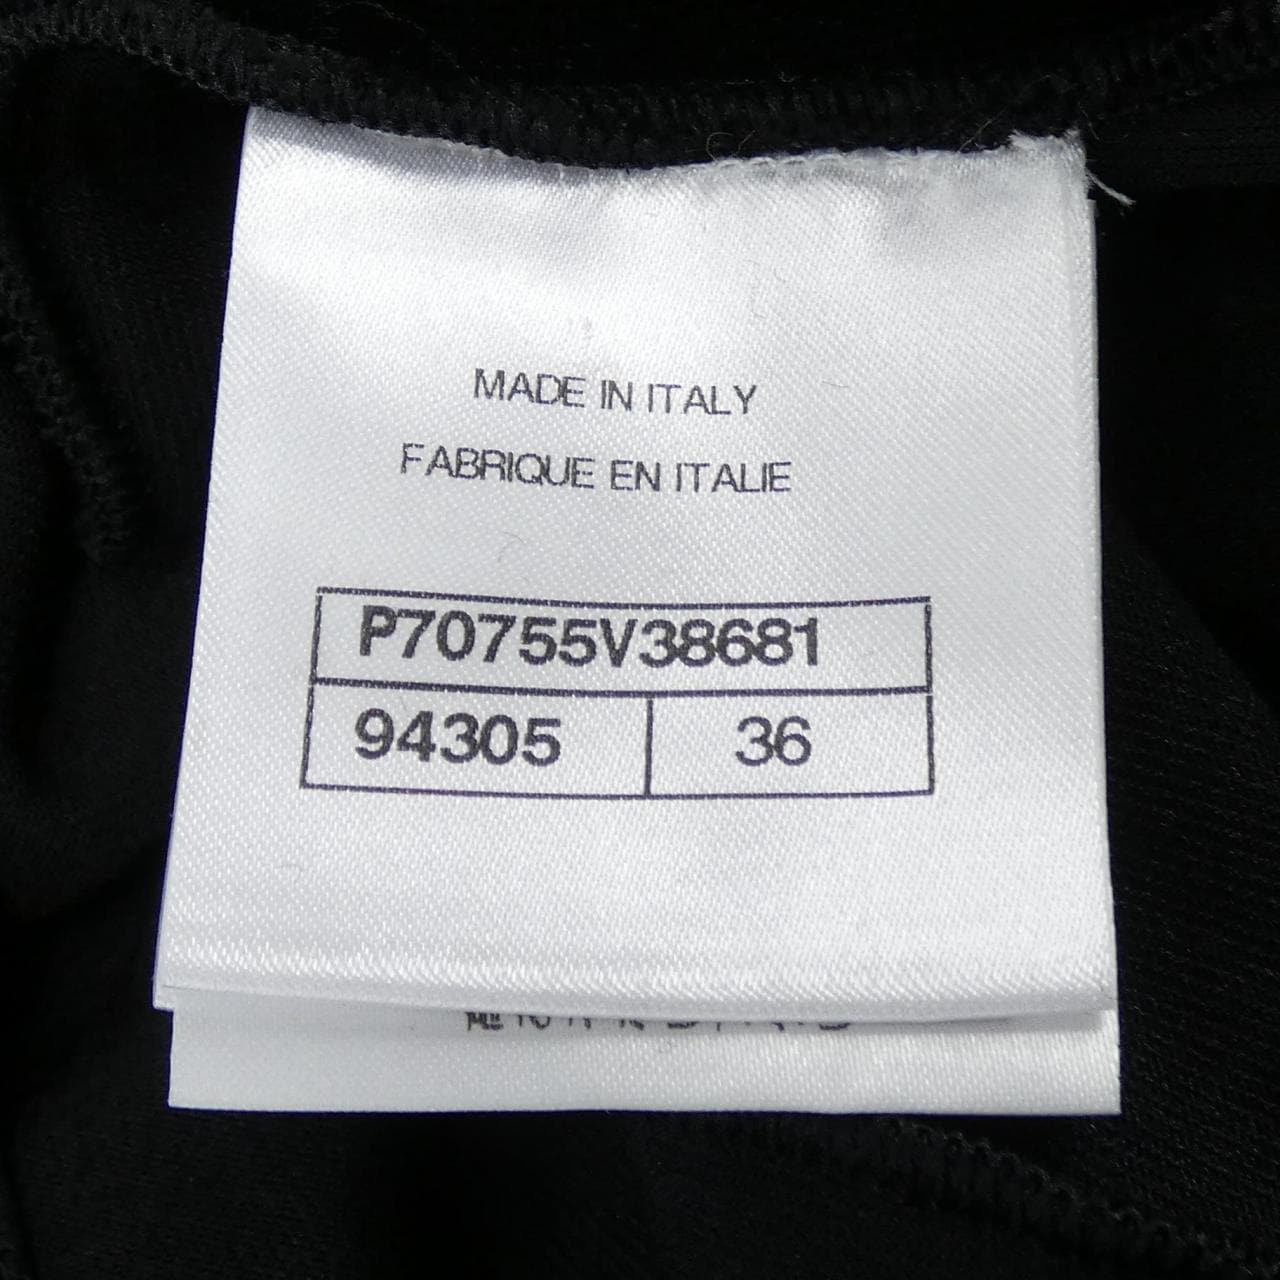 MADE IN ITALY
FABRIQUE EN ITALIE
P70755V38681
94305 36